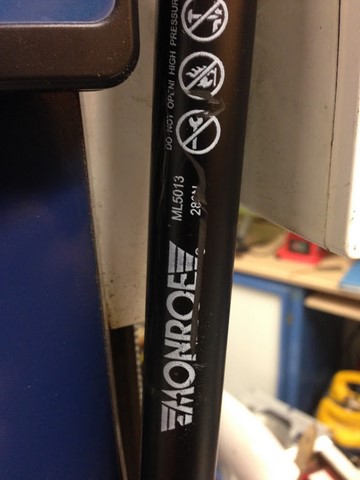 DO NOT OPEN! HIGH PRESSURE
ML5013
MONROE